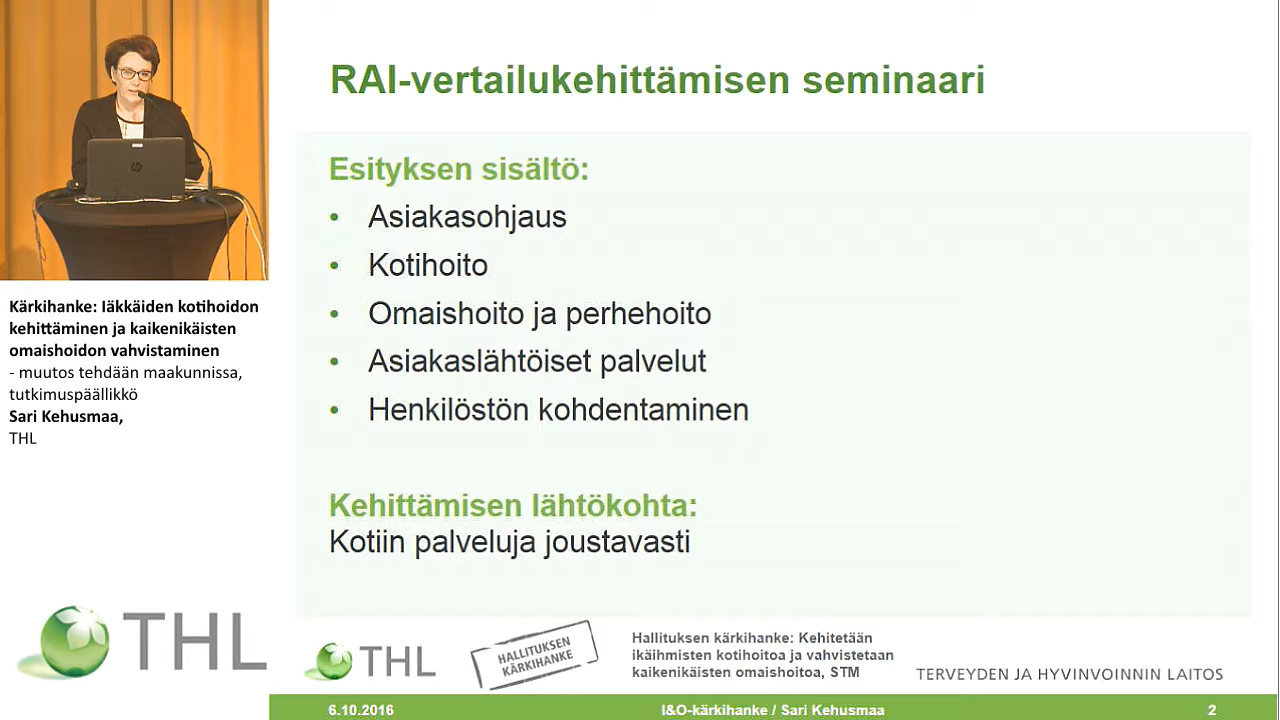 RAI-vertailukehittämisen seminaari
Esityksen sisältö:
• Asiakasohjaus
• Kotihoito
• Omaishoito ja perhehoito
• Asiakaslähtöiset palvelut
• Henkilöstön kohdentaminen
Kehittämisen lähtökohta:
Kotiin palveluja joustavasti
Kärkihanke: Iäkkäiden kotihoidon
kehittäminen ja kaikenikäisten
omaishoidon vahvistaminen
- muutos tehdään maakunnissa,
tutkimuspäällikkö
Sari Kehusmaa,
THL
THL
THL
HALLITUKSEN
KÄRKIHANKE
Hallituksen kärkihanke: Kehitetään
ikäihmisten kotihoitoa ja vahvistetaan
kaikenikäisten omaishoitoa, STM
TERVEYDEN JA HYVINVOINNIN LAITOS
6.10.2016
I&O-kärkihanke / Sari Kehusmaa
2